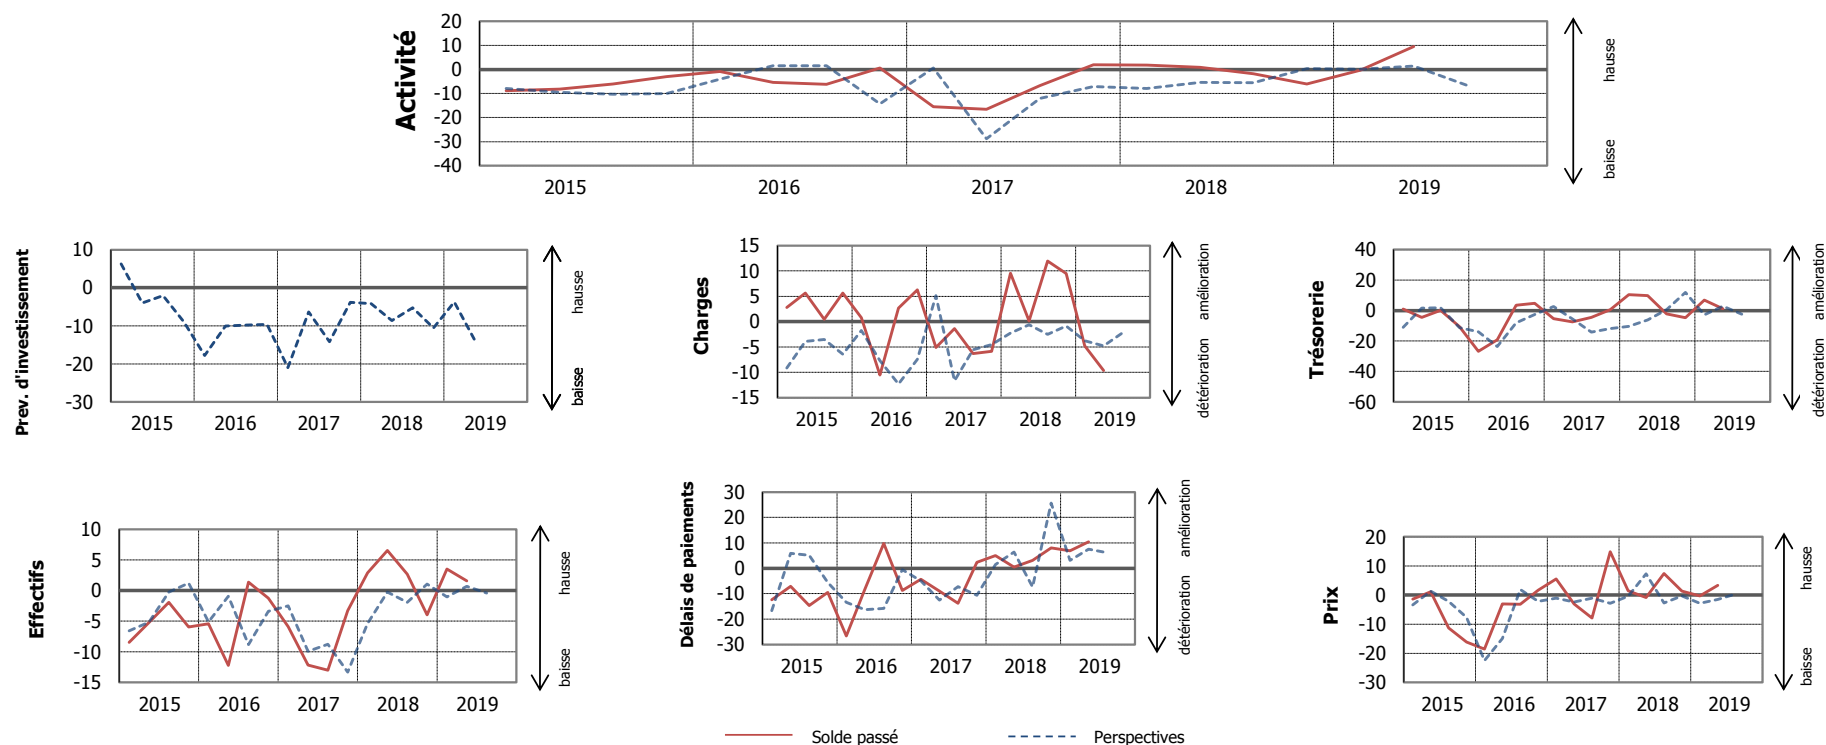 Activité
20
10
0
-10
-20
-30
-40
2015 2016 2017 2018 2019
hausse
baisse
Prev. d'investissement
10
0
-10
-20
-30
2015 2016 2017 2018 2019
hausse
baisse
Charges
15
10
5
0
-5
-10
-15
2015 2016 2017 2018 2019
amélioration
détérioration
Trésorerie
40
20
0
-20
-40
-60
2015 2016 2017 2018 2019
amélioration
détérioration
Effectifs
10
5
0
-5
-10
-15
2015 2016 2017 2018 2019
hausse
baisse
Délais de paiements
30
20
10
0
-10
-20
-30
2015 2016 2017 2018 2019
amélioration
détérioration
Prix
20
10
0
-10
-20
-30
2015 2016 2017 2018 2019
hausse
baisse
Solde passé Perspectives